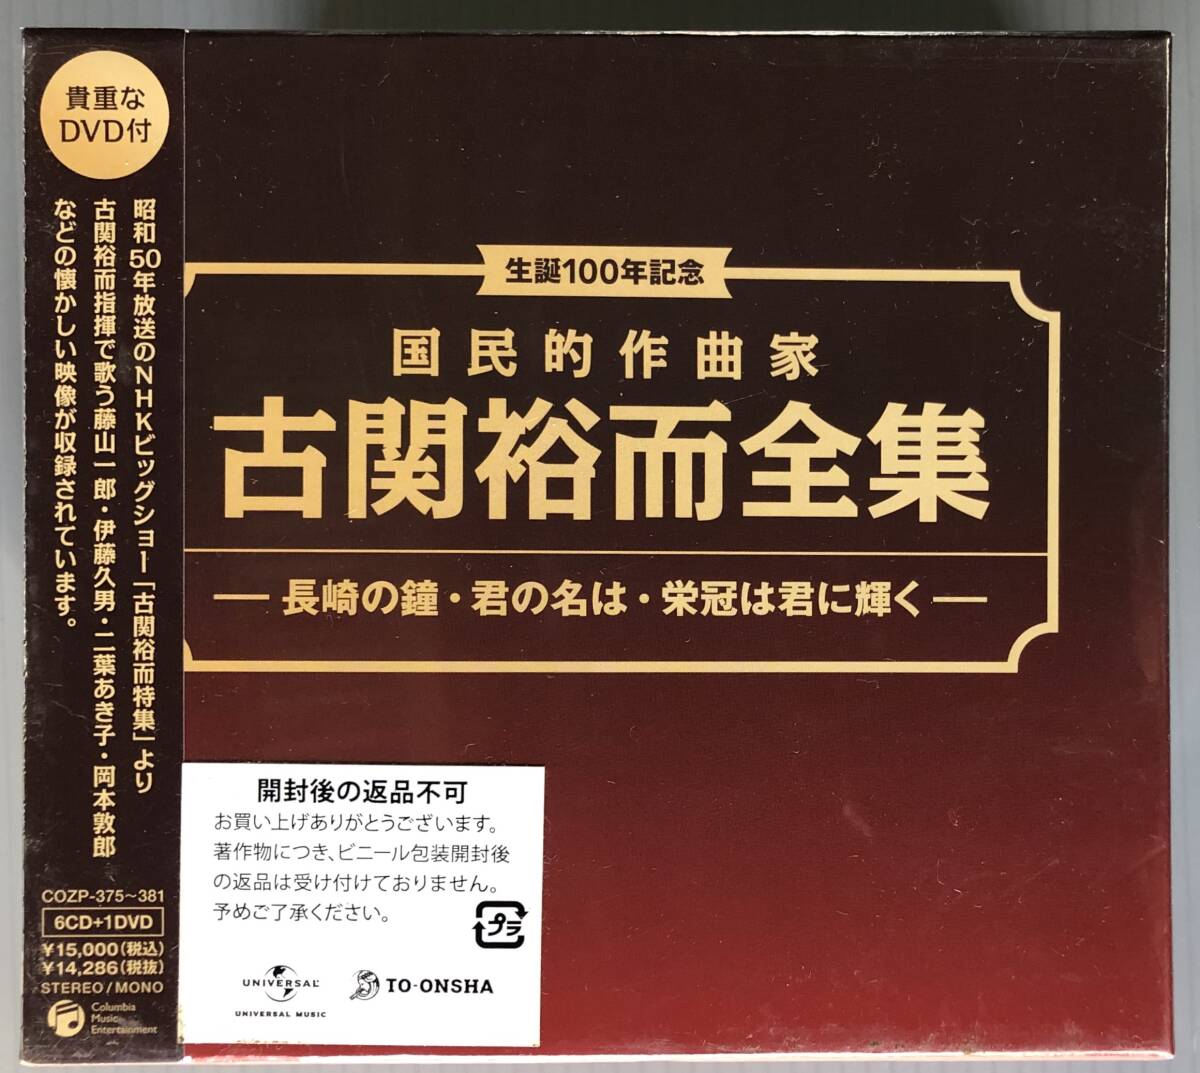 貴重な
DVD付
昭和50年放送のNHKビッグショー「古関裕而特集」より
古関裕而指揮で歌う藤山一郎・伊藤久男・二葉あき子・岡本敦郎
などの懐かしい映像が収録されています。
COZP-375~381
6CD+1DVD
¥15,000(税込)
¥14,286(税抜)
STEREO/MONO
Columbia
Music
Entertainment
生誕100年記念
国民的作曲家
古関裕而全集
―長崎の鐘・君の名は・栄冠は君に輝く―
開封後の返品不可
お買い上げありがとうございます。
著作物につき、ビニール包装開封後
の返品は受け付けておりません。
予めご了承ください。
プラ
UNIVERSAL
UNIVERSAL MUSIC
TO-ONSHA